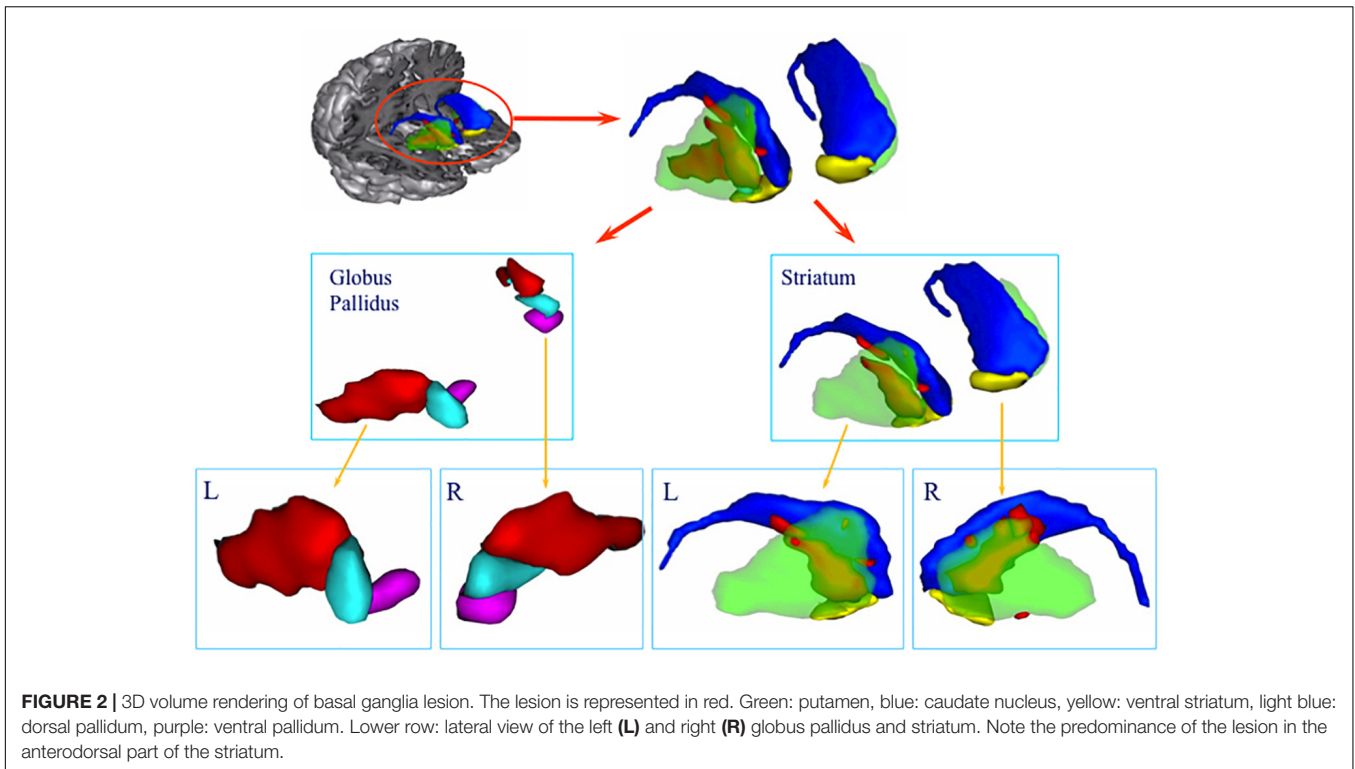 Globus
Pallidus
Striatum
L
R
L
R
FIGURE 2 | 3D volume rendering of basal ganglia lesion. The lesion is represented in red. Green: putamen, blue: caudate nucleus, yellow: ventral striatum, light blue:
dorsal pallidum, purple: ventral pallidum. Lower row: lateral view of the left (L) and right (R) globus pallidus and striatum. Note the predominance of the lesion in the
anterodorsal part of the striatum.